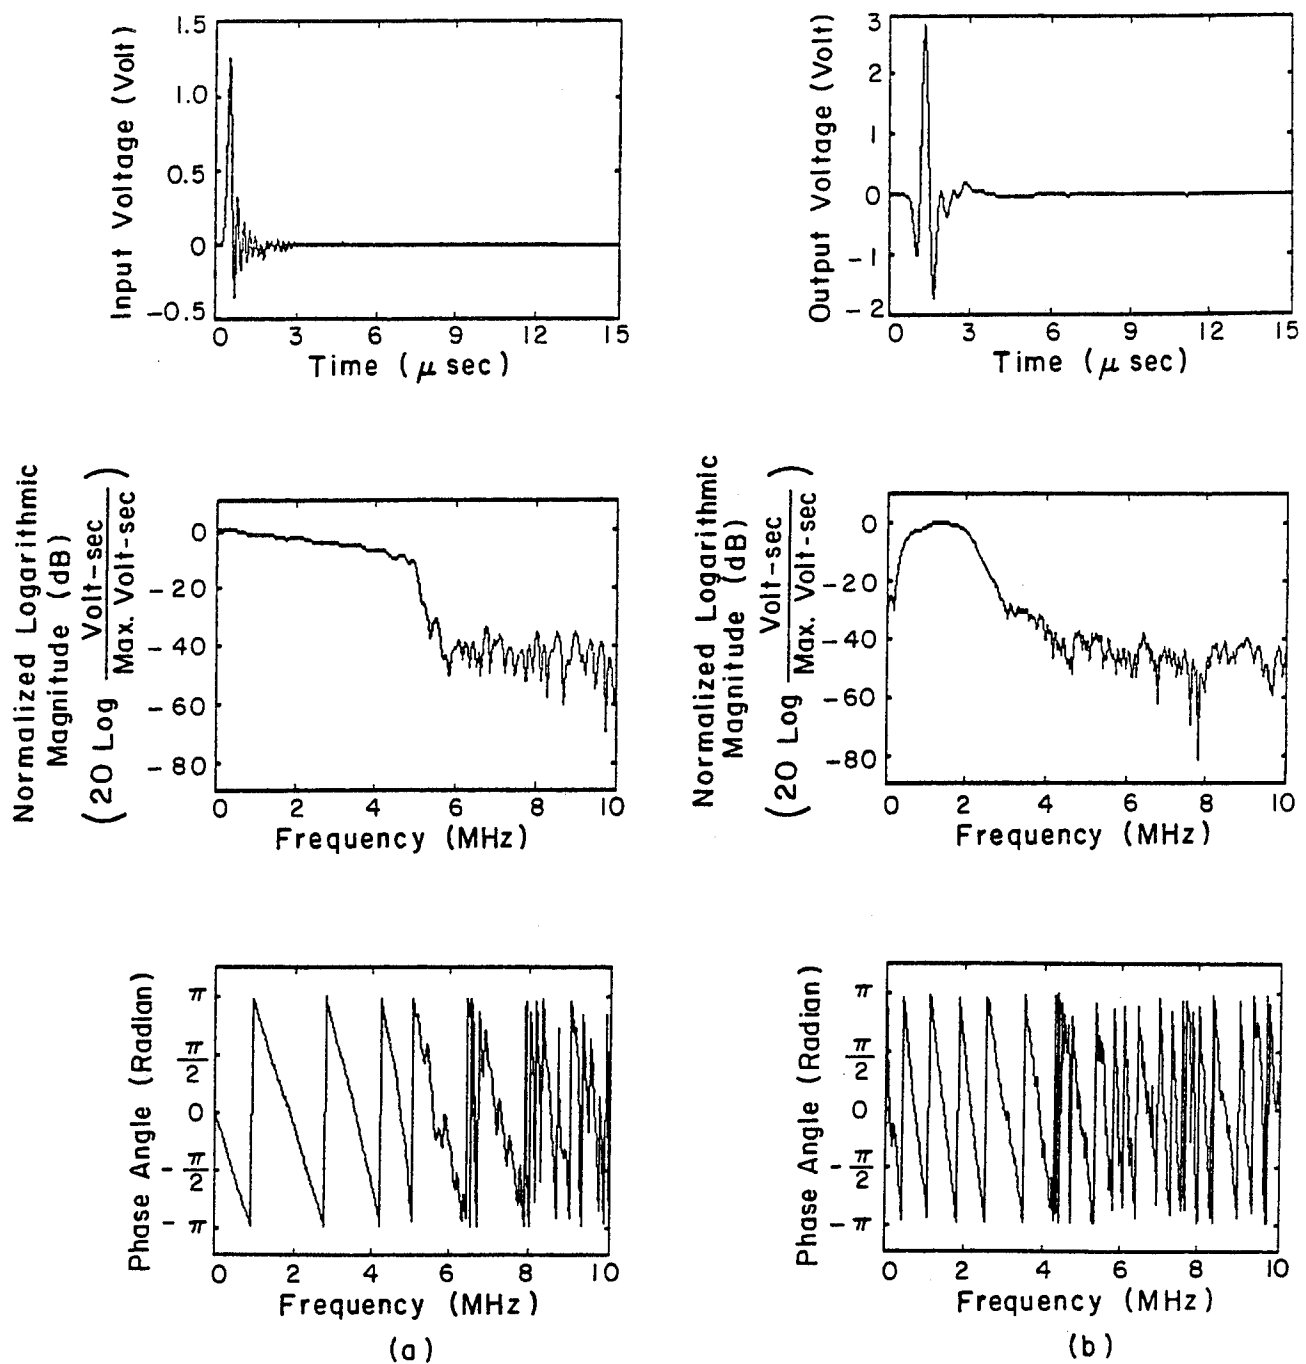 1.5
1.0
0.5
0
-0.5
Input Voltage (Volt)
0 3 6 9 12 15
Time (μ sec)
3
2
1
0
-1
-2
Output Voltage (Volt)
0 3 6 9 12 15
Time (μ sec)
Normalized Logarithmic
Magnitude (dB)
(20 Log Volt-sec / Max. Volt-sec)
0
-20
-40
-60
-80
0 2 4 6 8 10
Frequency (MHz)
Normalized Logarithmic
Magnitude (dB)
(20 Log Volt-sec / Max. Volt-sec)
0
-20
-40
-60
-80
0 2 4 6 8 10
Frequency (MHz)
Phase Angle (Radian)
π
π/2
0
-π/2
-π
0 2 4 6 8 10
Frequency (MHz)
(a)
Phase Angle (Radian)
π
π/2
0
-π/2
-π
0 2 4 6 8 10
Frequency (MHz)
(b)